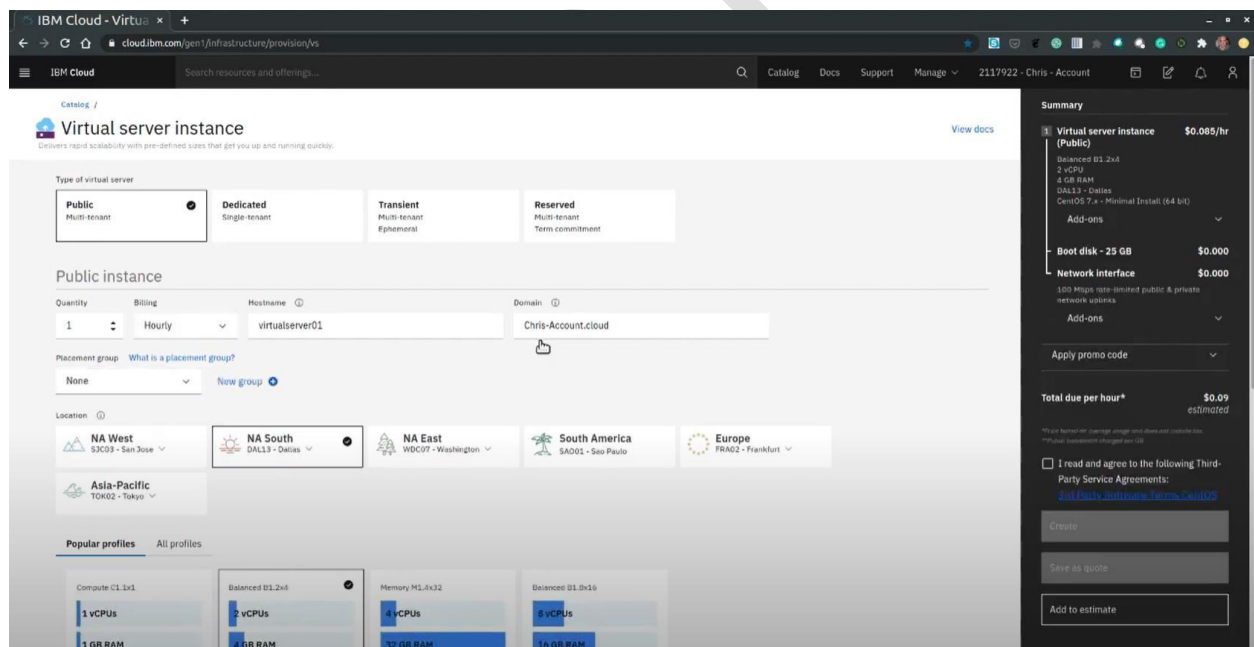 IBM Cloud - Virtua × +
cloud.ibm.com/gen1/infrastructure/provision/vs
IBM Cloud
Search resources and offerings...
Catalog Docs Support Manage 2117922 - Chris - Account
Catalog /
Virtual server instance
View docs
Delivers rapid scalability with pre-defined sizes that get you up and running quickly.
Type of virtual server
Public
Multi-tenant
Dedicated
Single-tenant
Transient
Multi-tenant
Ephemeral
Reserved
Multi-tenant
Term commitment
Public instance
Quantity Billing Hostname Domain
1 Hourly virtualserver01 Chris-Account.cloud
Placement group What is a placement group?
None New group
Location
NA West
SJC03 - San Jose
NA South
DAL13 - Dallas
NA East
WDC07 - Washington
South America
SAO01 - Sao Paulo
Europe
FRA02 - Frankfurt
Asia-Pacific
TOK02 - Tokyo
Popular profiles All profiles
Compute C1.1x1
1 vCPUs
1 GB RAM
Balanced B1.2x4
2 vCPUs
4 GB RAM
Memory M1.4x32
4 vCPUs
32 GB RAM
Balanced B1.8x16
8 vCPUs
16 GB RAM
Summary
1 Virtual server instance $0.085/hr
(Public)
Balanced B1.2x4
2 vCPU
4 GB RAM
DAL13 - Dallas
CentOS 7.x - Minimal Install (64 bit)
Add-ons
Boot disk - 25 GB $0.000
Network interface $0.000
100 Mbps rate-limited public & private
network uplinks
Add-ons
Apply promo code
Total due per hour* $0.09
estimated
I read and agree to the following Third-
Party Service Agreements:
3rd Party Software Terms CentOS
Create
Save as quote
Add to estimate